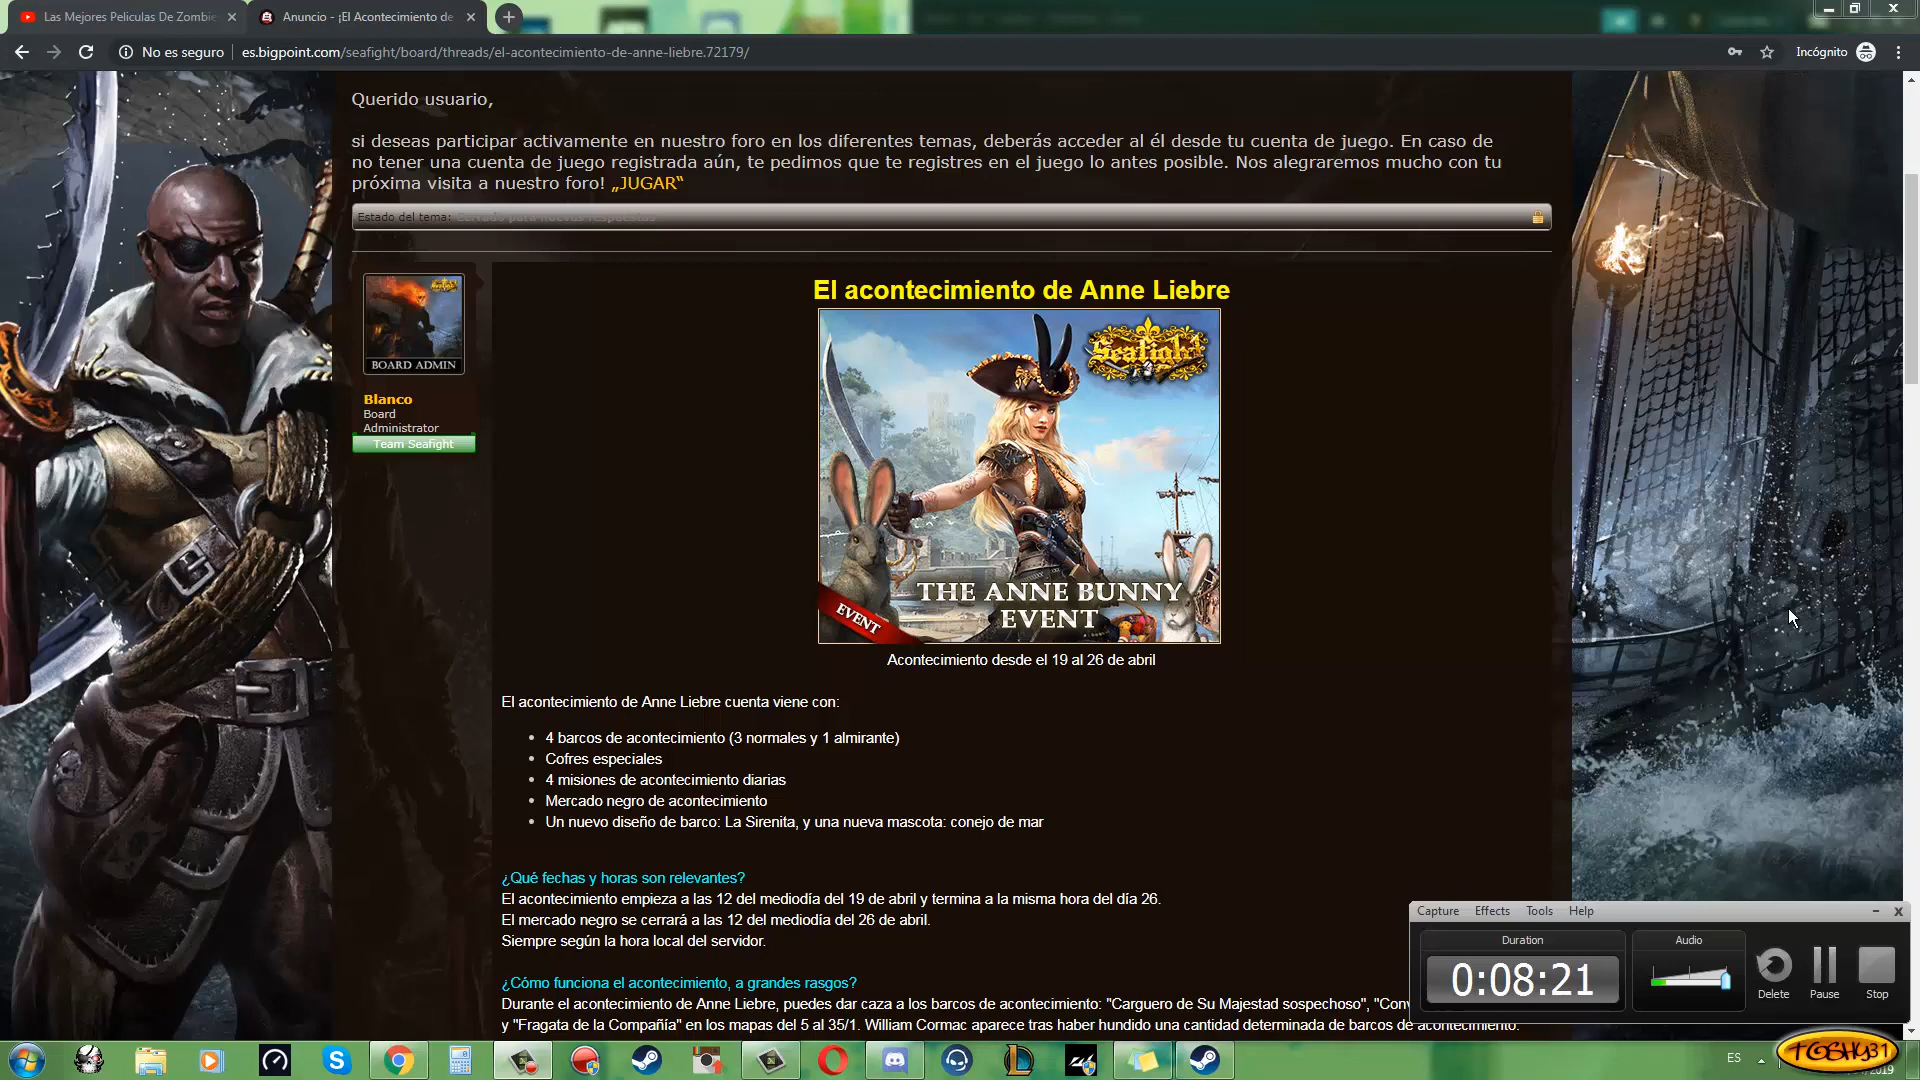 Las Mejores Peliculas De Zombie
Anuncio - ¡El Acontecimiento de
No es seguro
es.bigpoint.com/seafight/board/threads/el-acontecimiento-de-anne-liebre.72179/
Incógnito
Querido usuario,
si deseas participar activamente en nuestro foro en los diferentes temas, deberás acceder al él desde tu cuenta de juego. En caso de
no tener una cuenta de juego registrada aún, te pedimos que te registres en el juego lo antes posible. Nos alegraremos mucho con tu
próxima visita a nuestro foro! „JUGAR“
Estado del tema: Cerrado para nuevas respuestas
BOARD ADMIN
Blanco
Board
Administrator
Team Seafight
El acontecimiento de Anne Liebre
Seafight
THE ANNE BUNNY
EVENT
EVENT
Acontecimiento desde el 19 al 26 de abril
El acontecimiento de Anne Liebre cuenta viene con:
• 4 barcos de acontecimiento (3 normales y 1 almirante)
• Cofres especiales
• 4 misiones de acontecimiento diarias
• Mercado negro de acontecimiento
• Un nuevo diseño de barco: La Sirenita, y una nueva mascota: conejo de mar
¿Qué fechas y horas son relevantes?
El acontecimiento empieza a las 12 del mediodía del 19 de abril y termina a la misma hora del día 26.
El mercado negro se cerrará a las 12 del mediodía del 26 de abril.
Siempre según la hora local del servidor.
¿Cómo funciona el acontecimiento, a grandes rasgos?
Durante el acontecimiento de Anne Liebre, puedes dar caza a los barcos de acontecimiento: "Carguero de Su Majestad sospechoso",
y "Fragata de la Compañía" en los mapas del 5 al 35/1. William Cormac aparece tras haber hundido una cantidad determinada de barcos de acontecimiento.
Capture Effects Tools Help
Duration
Audio
0:08:21
Delete
Pause
Stop
ES
TOSHY31